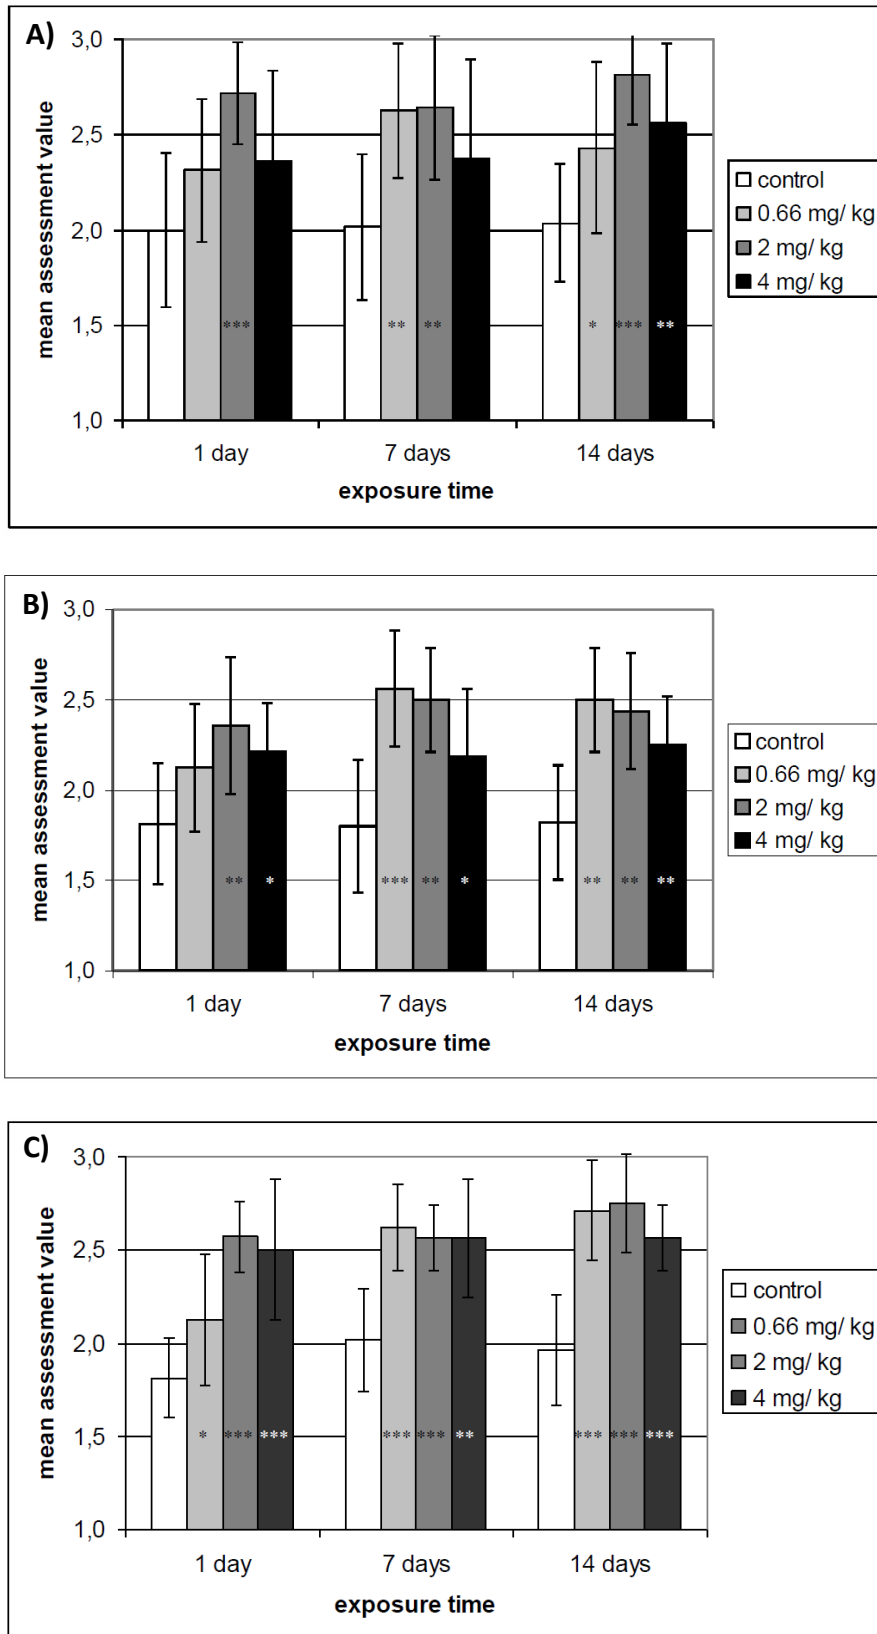 A)
3,0
2,5
2,0
1,5
1,0
mean assessment value
*** ** ** * *** **
1 day 7 days 14 days
exposure time
control
0.66 mg/ kg
2 mg/ kg
4 mg/ kg
B)
3,0
2,5
2,0
1,5
1,0
mean assessment value
** * *** ** * ** ** **
1 day 7 days 14 days
exposure time
control
0.66 mg/ kg
2 mg/ kg
4 mg/ kg
C)
3,0
2,5
2,0
1,5
1,0
mean assessment value
* *** *** *** *** ** *** *** ***
1 day 7 days 14 days
exposure time
control
0.66 mg/ kg
2 mg/ kg
4 mg/ kg